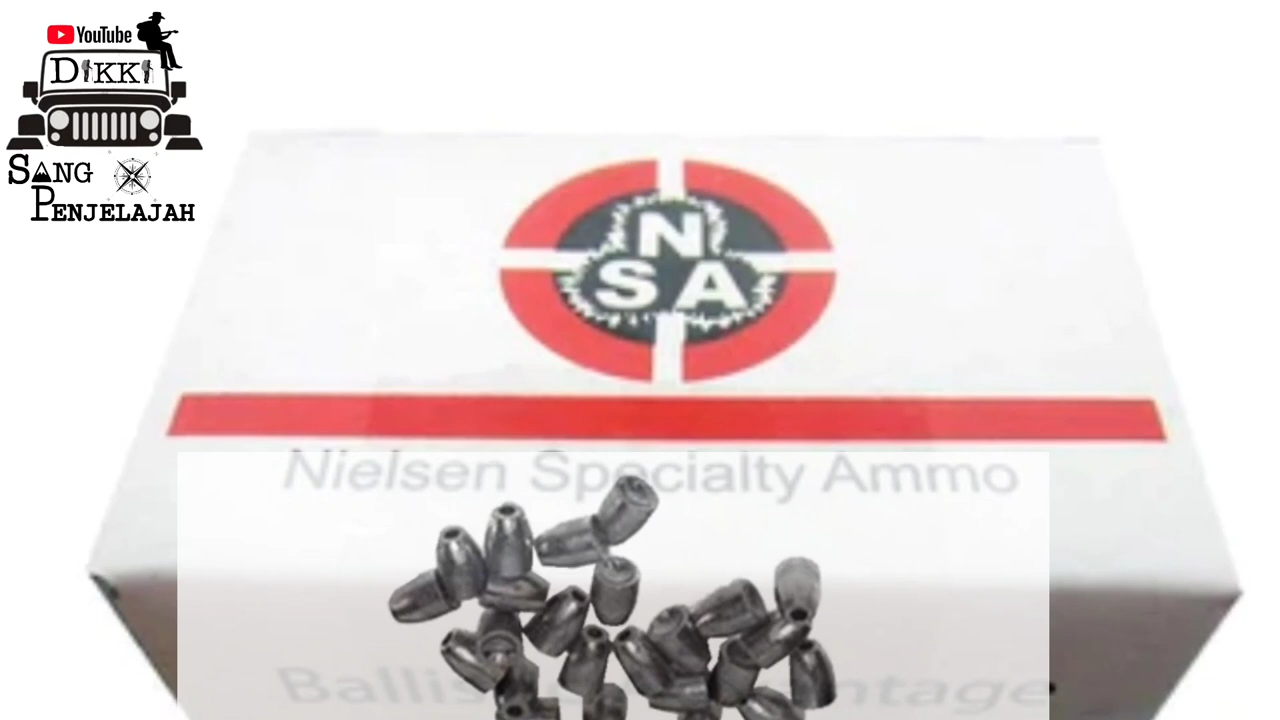 YouTube
DIKKI
SANG
PENJELAJAH
N
SA
Nielsen Specialty Ammo